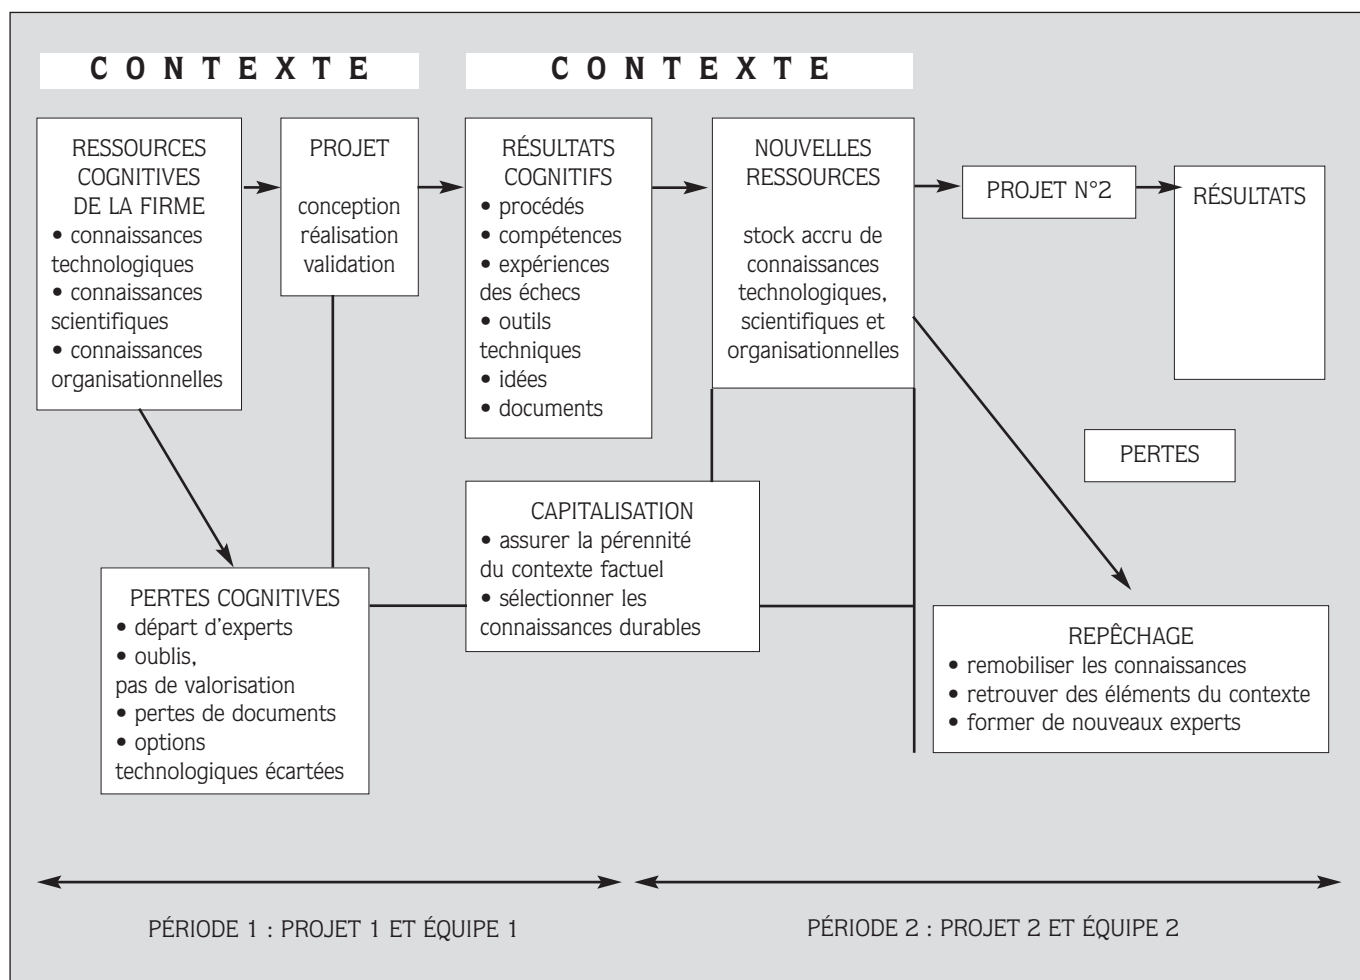 CONTEXTE
CONTEXTE
RESSOURCES
COGNITIVES
DE LA FIRME
• connaissances
technologiques
• connaissances
scientifiques
• connaissances
organisationnelles
PROJET
conception
réalisation
validation
RÉSULTATS
COGNITIFS
• procédés
• compétences
• expériences
des échecs
• outils
techniques
• idées
• documents
NOUVELLES
RESSOURCES
stock accru de
connaissances
technologiques,
scientifiques et
organisationnelles
PROJET N°2
RÉSULTATS
PERTES
CAPITALISATION
• assurer la pérennité
du contexte factuel
• sélectionner les
connaissances durables
PERTES COGNITIVES
• départ d'experts
• oublis,
pas de valorisation
• pertes de documents
• options
technologiques écartées
REPÊCHAGE
• remobiliser les connaissances
• retrouver des éléments du contexte
• former de nouveaux experts
PÉRIODE 1 : PROJET 1 ET ÉQUIPE 1
PÉRIODE 2 : PROJET 2 ET ÉQUIPE 2